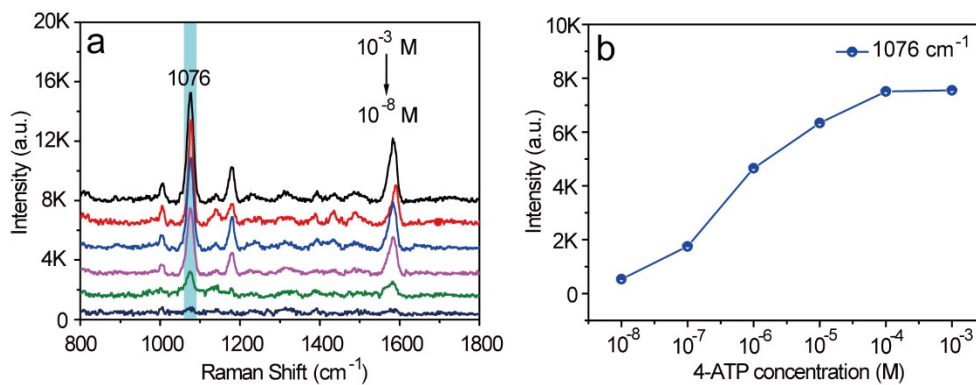 a
20K
16K
12K
8K
4K
0
Intensity (a.u.)
1076
10⁻³ M
10⁻⁸ M
800 1000 1200 1400 1600 1800
Raman Shift (cm⁻¹)
b
10K
8K
6K
4K
2K
0
Intensity (a.u.)
1076 cm⁻¹
10⁻⁸ 10⁻⁷ 10⁻⁶ 10⁻⁵ 10⁻⁴ 10⁻³
4-ATP concentration (M)